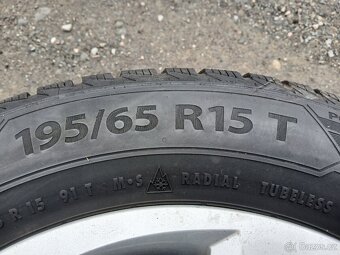 195/65 R15 T
R 15 91 T M+S RADIAL TUBELESS